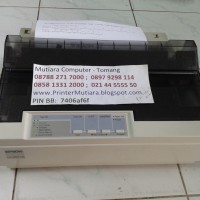 Mutiara Computer - Tomang
08788 271 7000 ; 0897 9298 114
0858 1331 2000 ; 021 44 5555 50
www.PrinterMutiara.blogspot.com
PIN BB: 7406af6f
EPSON